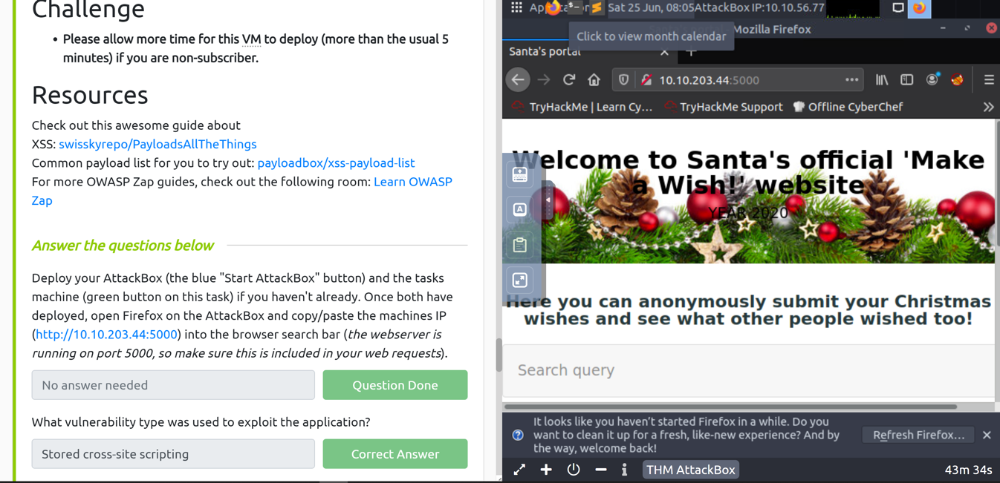 Challenge
• Please allow more time for this VM to deploy (more than the usual 5
minutes) if you are non-subscriber.
Resources
Check out this awesome guide about
XSS: swisskyrepo/PayloadsAllTheThings
Common payload list for you to try out: payloadbox/xss-payload-list
For more OWASP Zap guides, check out the following room: Learn OWASP
Zap
Answer the questions below
Deploy your AttackBox (the blue "Start AttackBox" button) and the tasks
machine (green button on this task) if you haven't already. Once both have
deployed, open Firefox on the AttackBox and copy/paste the machines IP
(http://10.10.203.44:5000) into the browser search bar (the webserver is
running on port 5000, so make sure this is included in your web requests).
No answer needed
Question Done
What vulnerability type was used to exploit the application?
Stored cross-site scripting
Correct Answer
Sat 25 Jun, 08:05 AttackBox IP:10.10.56.77
Mozilla Firefox
Click to view month calendar
Santa's portal
10.10.203.44:5000
TryHackMe | Learn Cy...
TryHackMe Support
Offline CyberChef
Welcome to Santa's official 'Make
a Wish!' website
YEAR 2020
Here you can anonymously submit your Christmas
wishes and see what other people wished too!
Search query
It looks like you haven't started Firefox in a while. Do you
want to clean it up for a fresh, like-new experience? And by
the way, welcome back!
Refresh Firefox...
THM AttackBox
43m 34s